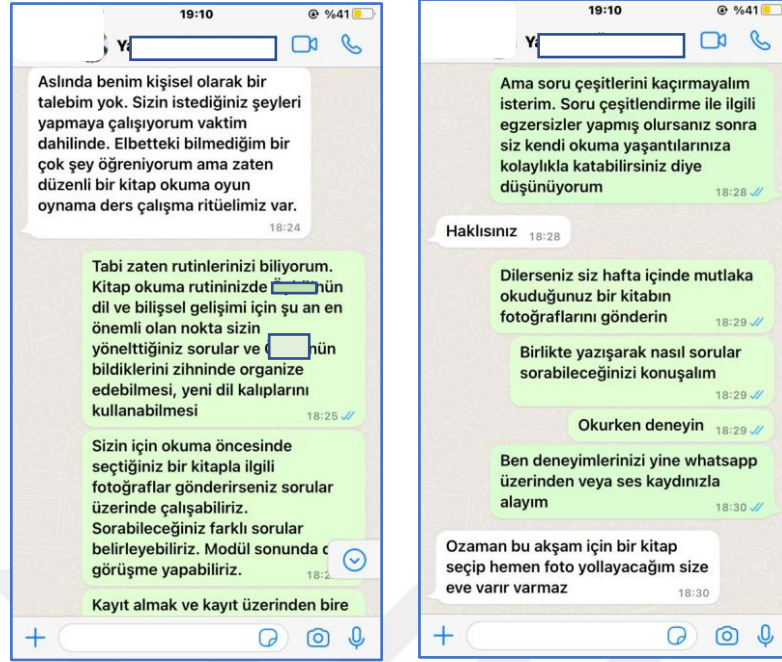 19:10
%41
Y
Aslında benim kişisel olarak bir
talebim yok. Sizin istediğiniz şeyleri
yapmaya çalışıyorum vaktim
dahilinde. Elbetteki bilmediğim bir
çok şey öğreniyorum ama zaten
düzenli bir kitap okuma oyun
oynama ders çalışma ritüelimiz var.
18:24
Tabi zaten rutinlerinizi biliyorum.
Kitap okuma rutininizde nün
dil ve bilişsel gelişimi için şu an en
önemli olan nokta sizin
yönelttiğiniz sorular ve nün
bildiklerini zihninde organize
edebilmesi, yeni dil kalıplarını
kullanabilmesi
18:25
Sizin için okuma öncesinde
seçtiğiniz bir kitapla ilgili
fotoğraflar gönderirseniz sorular
üzerinde çalışabiliriz.
Sorabileceğiniz farklı sorular
belirleyebiliriz. Modül sonunda
görüşme yapabiliriz.
Kayıt almak ve kayıt üzerinden bire
19:10
%41
Y
Ama soru çeşitlerini kaçırmayalım
isterim. Soru çeşitlendirme ile ilgili
egzersizler yapmış olursanız sonra
siz kendi okuma yaşantılarınıza
kolaylıkla katabilirsiniz diye
düşünüyorum
18:28
Haklısınız 18:28
Dilerseniz siz hafta içinde mutlaka
okuduğunuz bir kitabın
fotoğraflarını gönderin
18:29
Birlikte yazışarak nasıl sorular
sorabileceğinizi konuşalım
18:29
Okurken deneyin 18:29
Ben deneyimlerinizi yine whatsapp
üzerinden veya ses kaydınızla
alayım
18:30
Ozaman bu akşam için bir kitap
seçip hemen foto yollayacağım size
eve varır varmaz
18:30